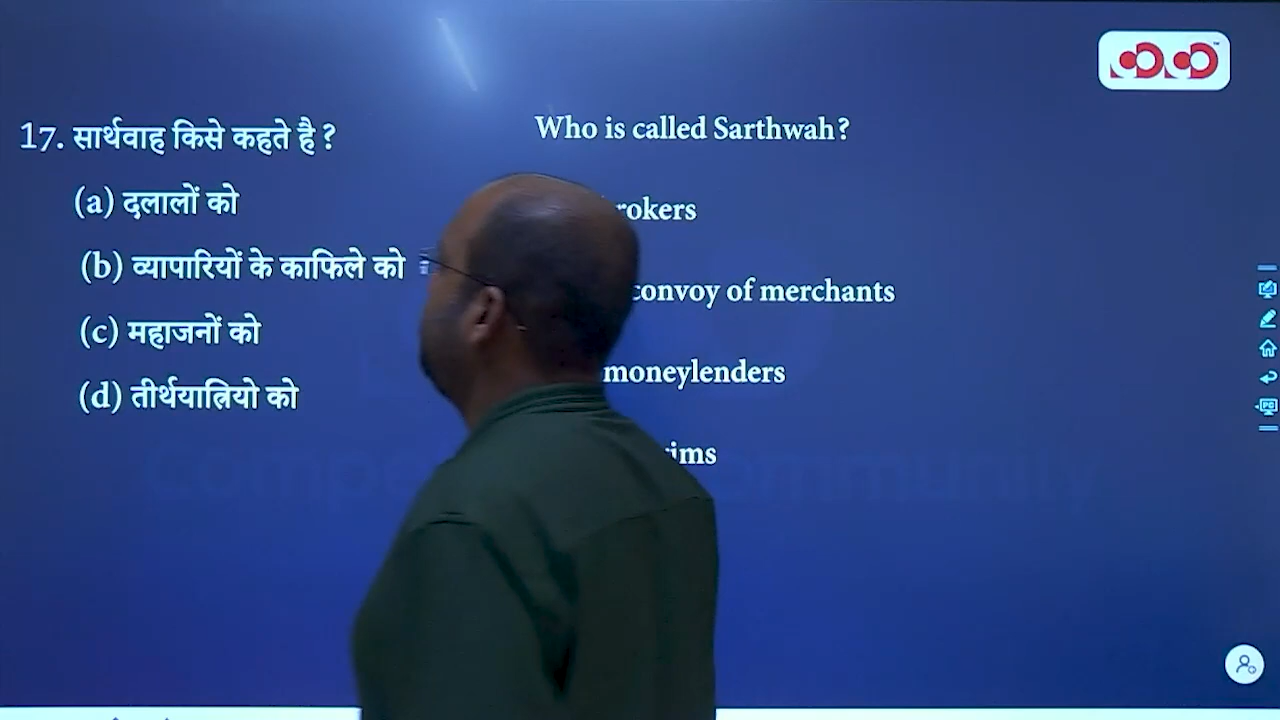 17. सार्थवाह किसे कहते है ?
(a) दलालों को
(b) व्यापारियों के काफिले को
(c) महाजनों को
(d) तीर्थयात्रियो को
Who is called Sarthwah?
rokers
convoy of merchants
moneylenders
ims